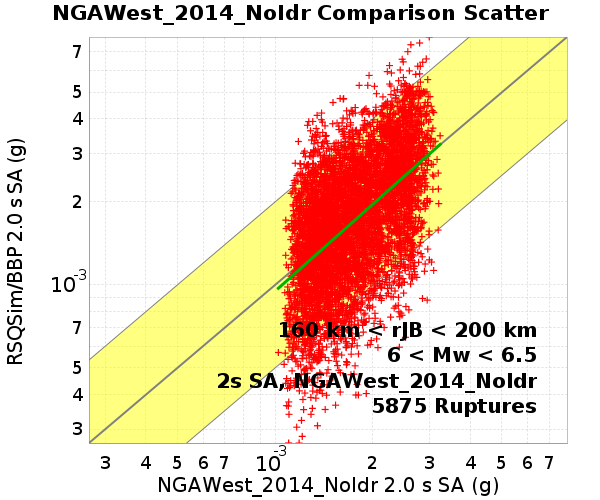 NGAWest_2014_NoIdr Comparison Scatter
RSQSim/BBP 2.0 s SA (g)
7
5
4
3
2
10-3
7
5
4
3
160 km < rJB < 200 km
6 < Mw < 6.5
2s SA, NGAWest_2014_NoIdr
5875 Ruptures
3 4 5 6 7 10-3 2 3 4 5 6 7
NGAWest_2014_NoIdr 2.0 s SA (g)